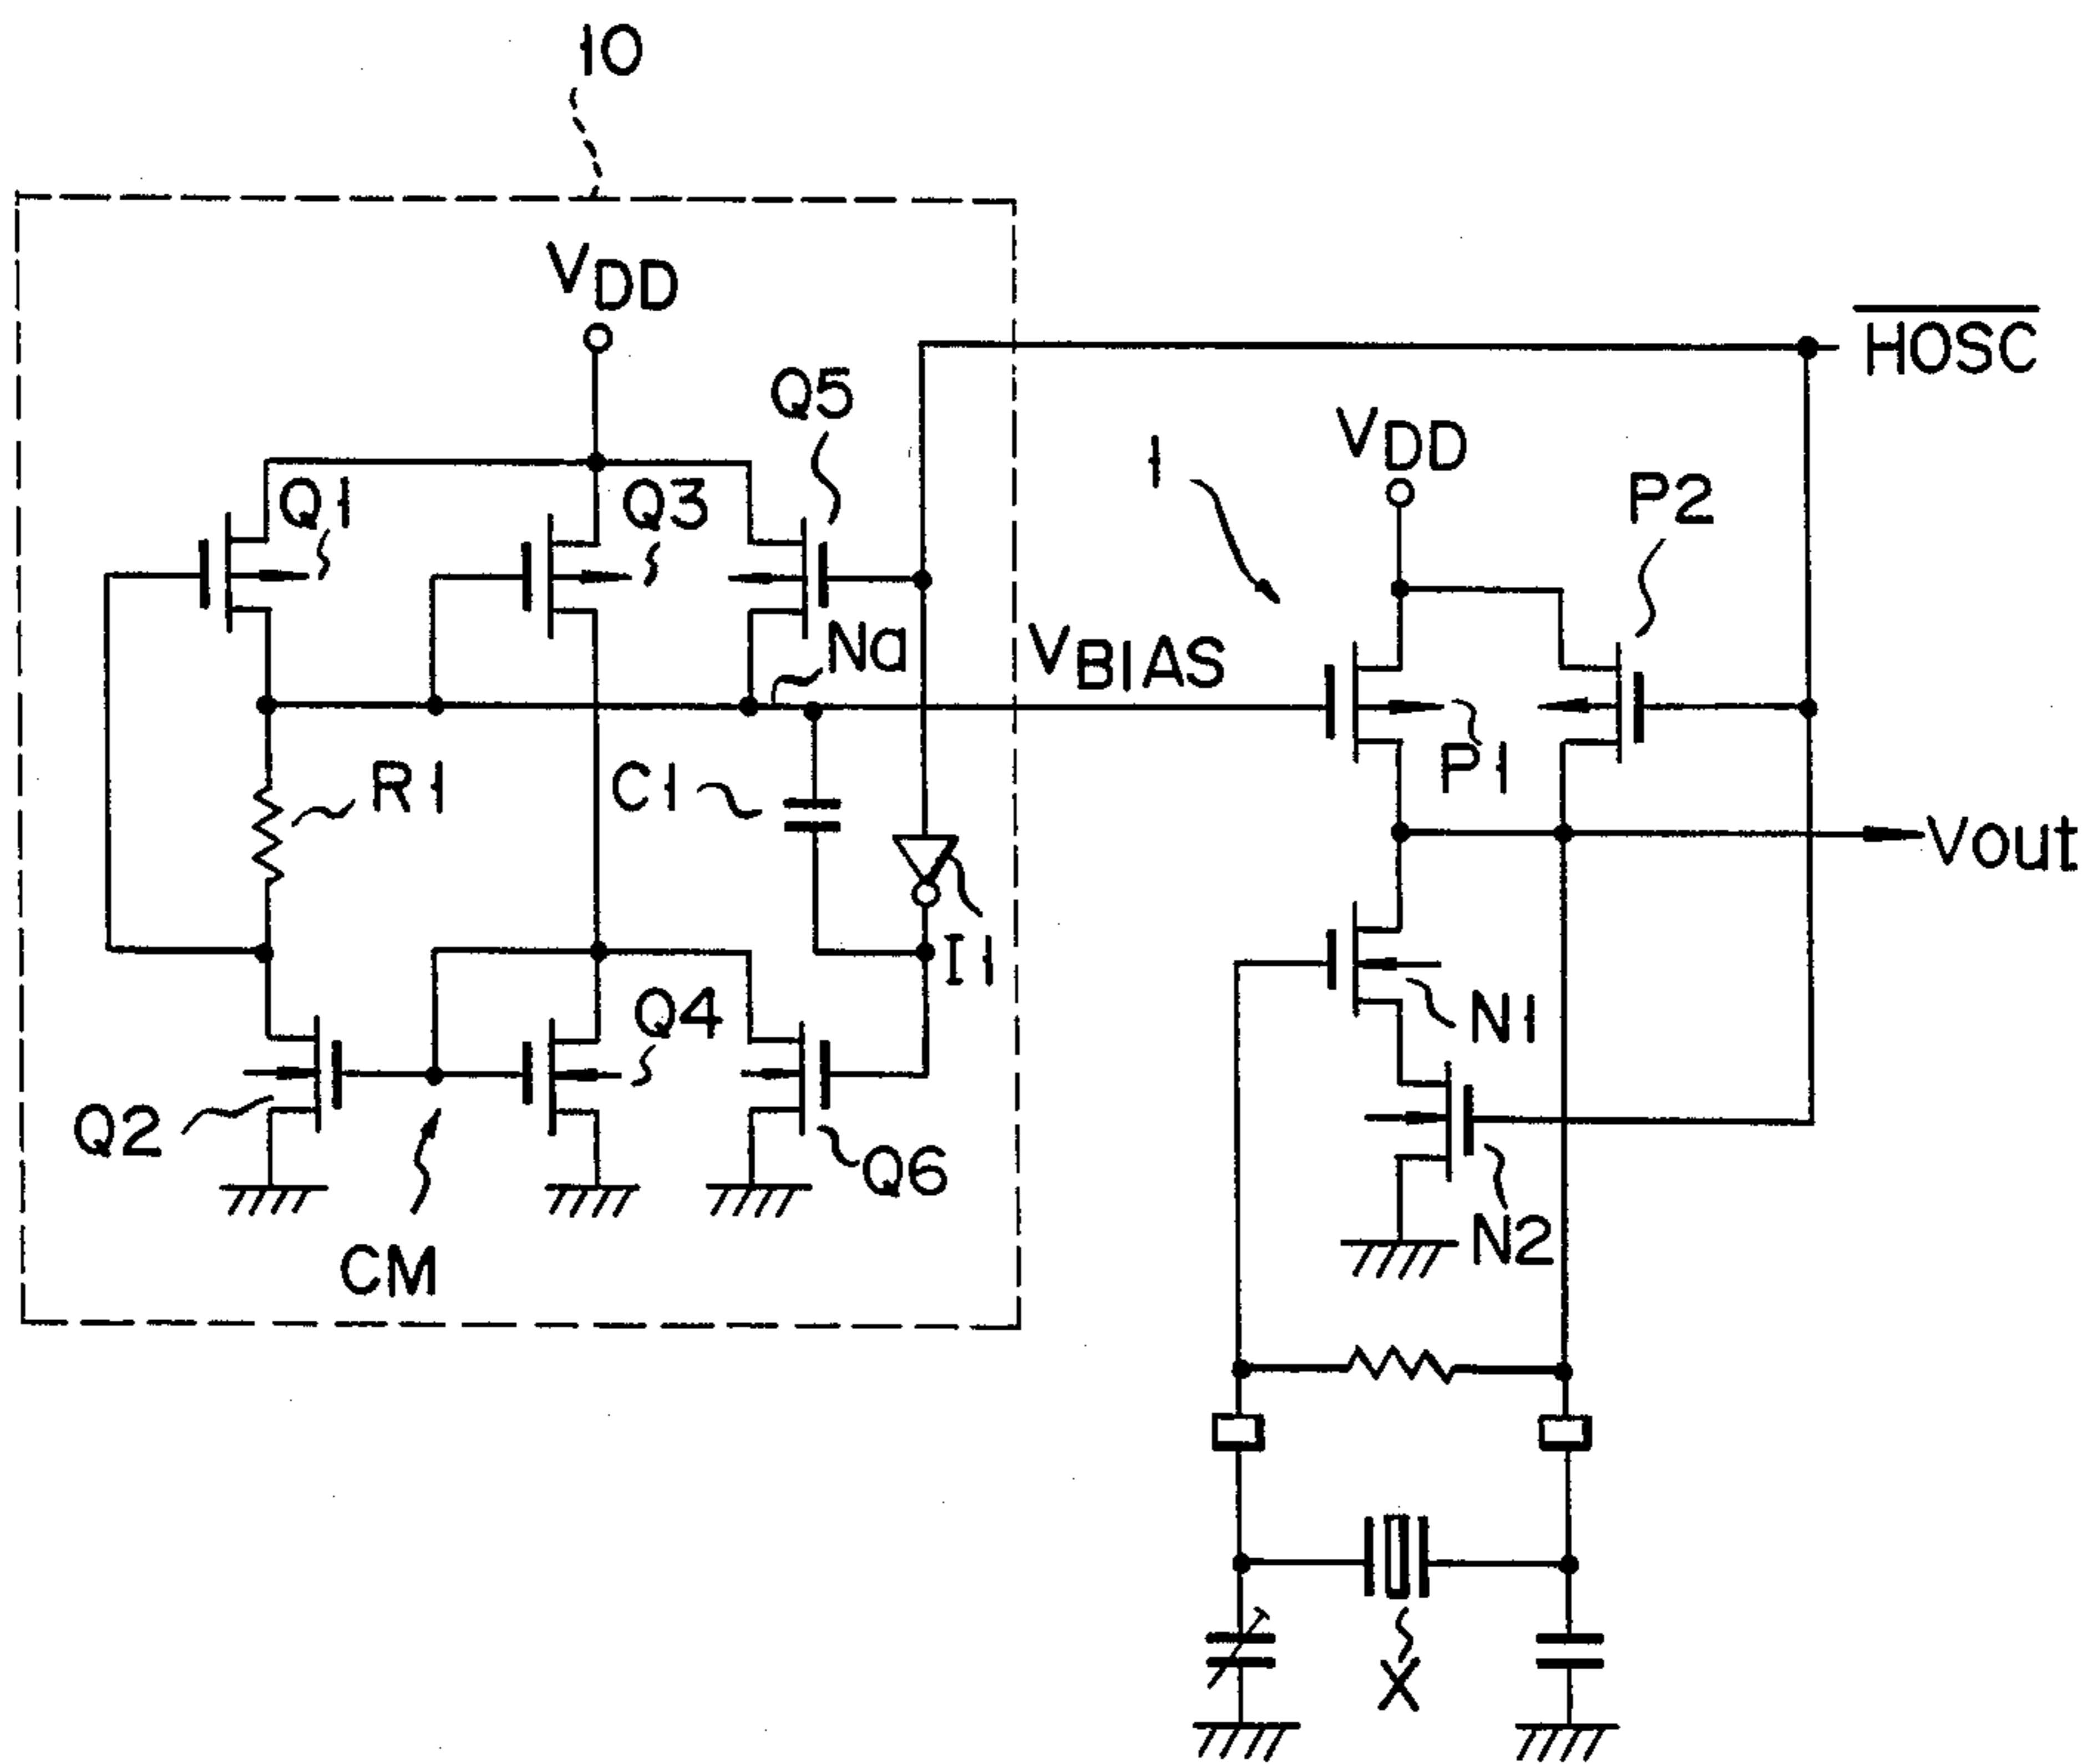 10
VDD
HOSC
Q5
VDD
1
Q1
Q3
P2
Na
VBIAS
P1
R1
C1
Vout
I1
Q4
N1
Q2
Q6
N2
CM
X